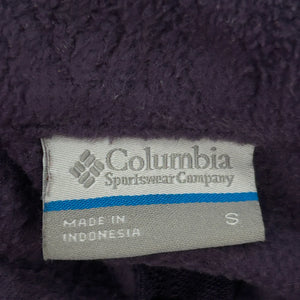 Columbia
Sportswear Company
MADE IN
INDONESIA
S